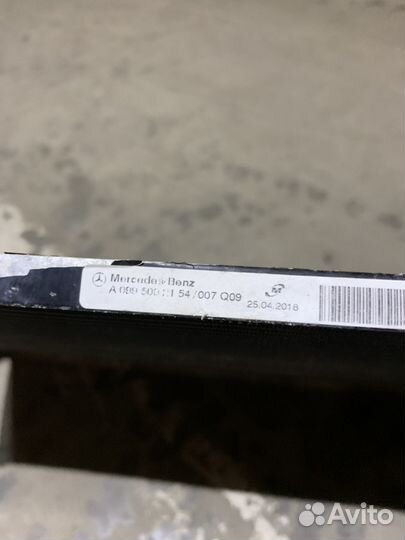 Mercedes-Benz
A 099 500 54 / 007 Q09
25.04.2018
Avito